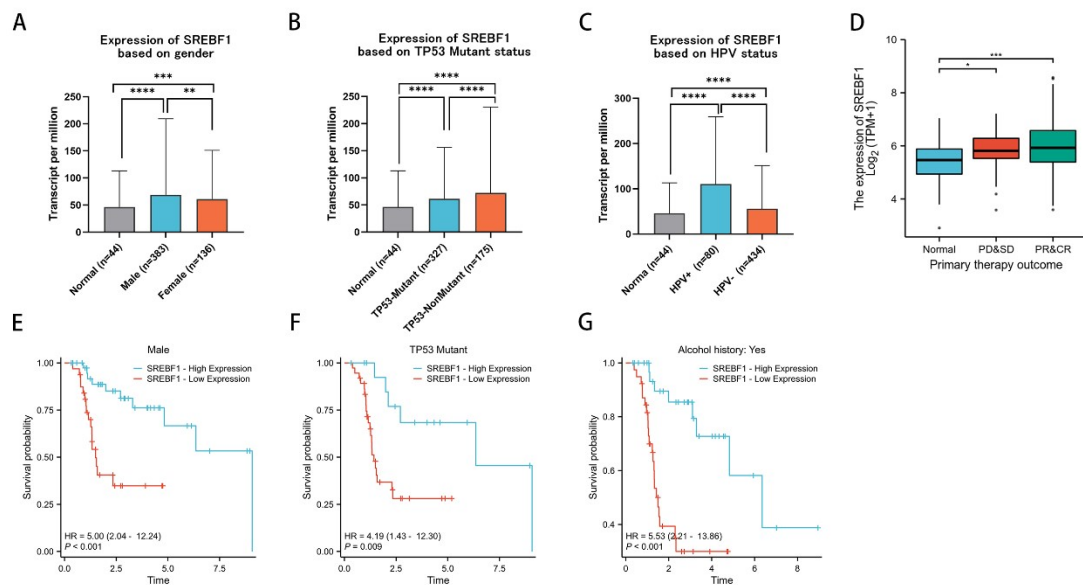 A
Expression of SREBF1
based on gender
***
**** **
Transcript per million
250
200
150
100
50
0
Normal (n=44)
Male (n=383)
Female (n=136)
B
Expression of SREBF1
based on TP53 Mutant status
****
**** ****
Transcript per million
250
200
150
100
50
0
Normal (n=44)
TP53-Mutant (n=327)
TP53-NonMutant (n=175)
C
Expression of SREBF1
based on HPV status
****
**** ****
Transcript per million
300
200
100
0
Norma (n=44)
HPV+ (n=80)
HPV- (n=434)
D
***
*
The expression of SREBF1
Log2 (TPM+1)
10
8
6
4
Normal PD&SD PR&CR
Primary therapy outcome
E
Male
SREBF1 - High Expression
SREBF1 - Low Expression
Survival probability
1.00
0.75
0.50
0.25
0.00
HR = 5.00 (2.04 - 12.24)
P < 0.001
0.0 2.5 5.0 7.5
Time
F
TP53 Mutant
SREBF1 - High Expression
SREBF1 - Low Expression
Survival probability
1.00
0.75
0.50
0.25
0.00
HR = 4.19 (1.43 - 12.30)
P = 0.009
0.0 2.5 5.0 7.5
Time
G
Alcohol history: Yes
SREBF1 - High Expression
SREBF1 - Low Expression
Survival probability
1.0
0.8
0.6
0.4
HR = 5.53 (2.21 - 13.86)
P < 0.001
0 2 4 6 8
Time